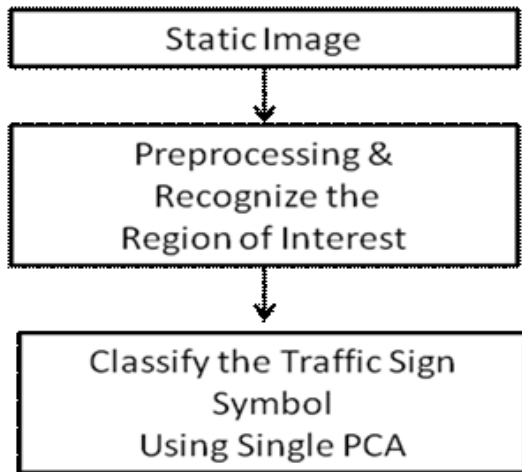 Static Image
Preprocessing &
Recognize the
Region of Interest
Classify the Traffic Sign
Symbol
Using Single PCA